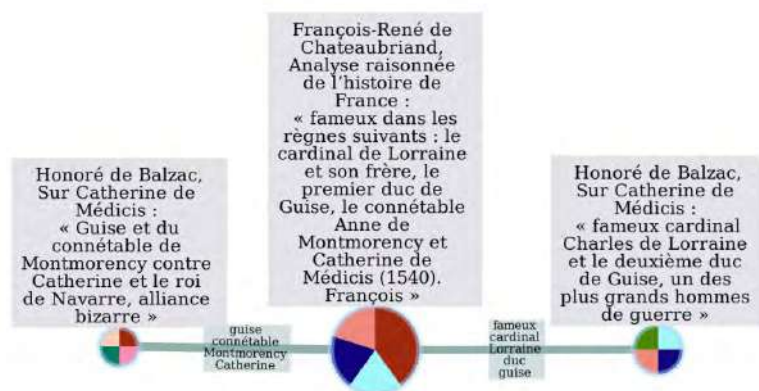 François-René de
Chateaubriand,
Analyse raisonnée
de l'histoire de
France :
« fameux dans les
règnes suivants : le
cardinal de Lorraine
et son frère, le
premier duc de
Guise, le connétable
Anne de
Montmorency et
Catherine de
Médicis (1540).
François »
Honoré de Balzac,
Sur Catherine de
Médicis :
« Guise et du
connétable de
Montmorency contre
Catherine et le roi
de Navarre, alliance
bizarre »
Honoré de Balzac,
Sur Catherine de
Médicis :
« fameux cardinal
Charles de Lorraine
et le deuxième duc
de Guise, un des
plus grands hommes
de guerre »
guise
connétable
Montmorency
Catherine
fameux
cardinal
Lorraine
duc
guise